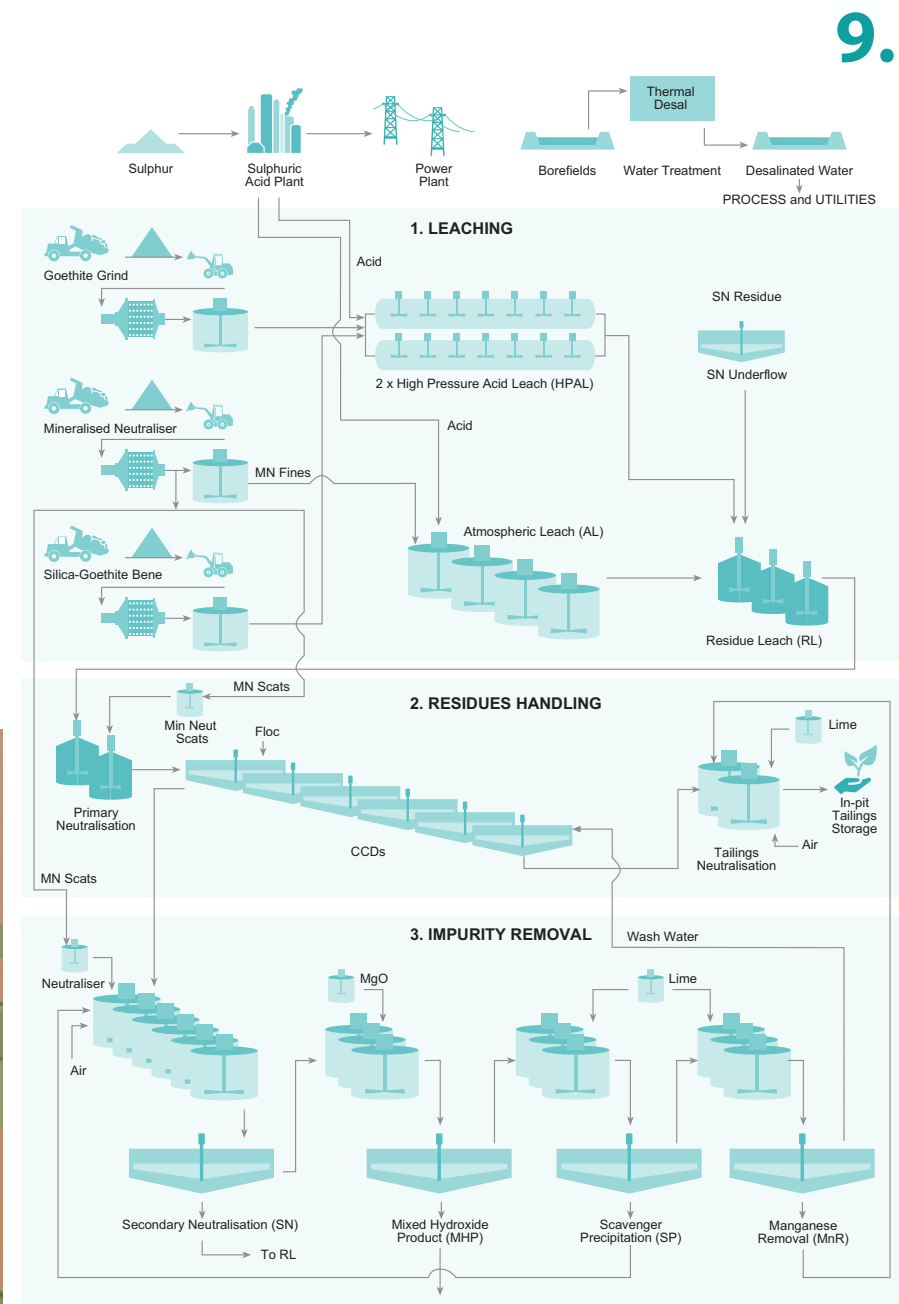 9.
Thermal
Desal
Sulphur
Sulphuric
Acid Plant
Power
Plant
Borefields
Water Treatment
Desalinated Water
PROCESS and UTILITIES
1. LEACHING
Goethite Grind
Acid
SN Residue
SN Underflow
2 x High Pressure Acid Leach (HPAL)
Mineralised Neutraliser
Acid
MN Fines
Atmospheric Leach (AL)
Silica-Goethite Bene
Residue Leach (RL)
2. RESIDUES HANDLING
MN Scats
Min Neut
Scats
Floc
Lime
Primary
Neutralisation
CCDs
In-pit
Tailings
Storage
Air
Tailings
Neutralisation
MN Scats
3. IMPURITY REMOVAL
Wash Water
Neutraliser
MgO
Lime
Air
Secondary Neutralisation (SN)
To RL
Mixed Hydroxide
Product (MHP)
Scavenger
Precipitation (SP)
Manganese
Removal (MnR)